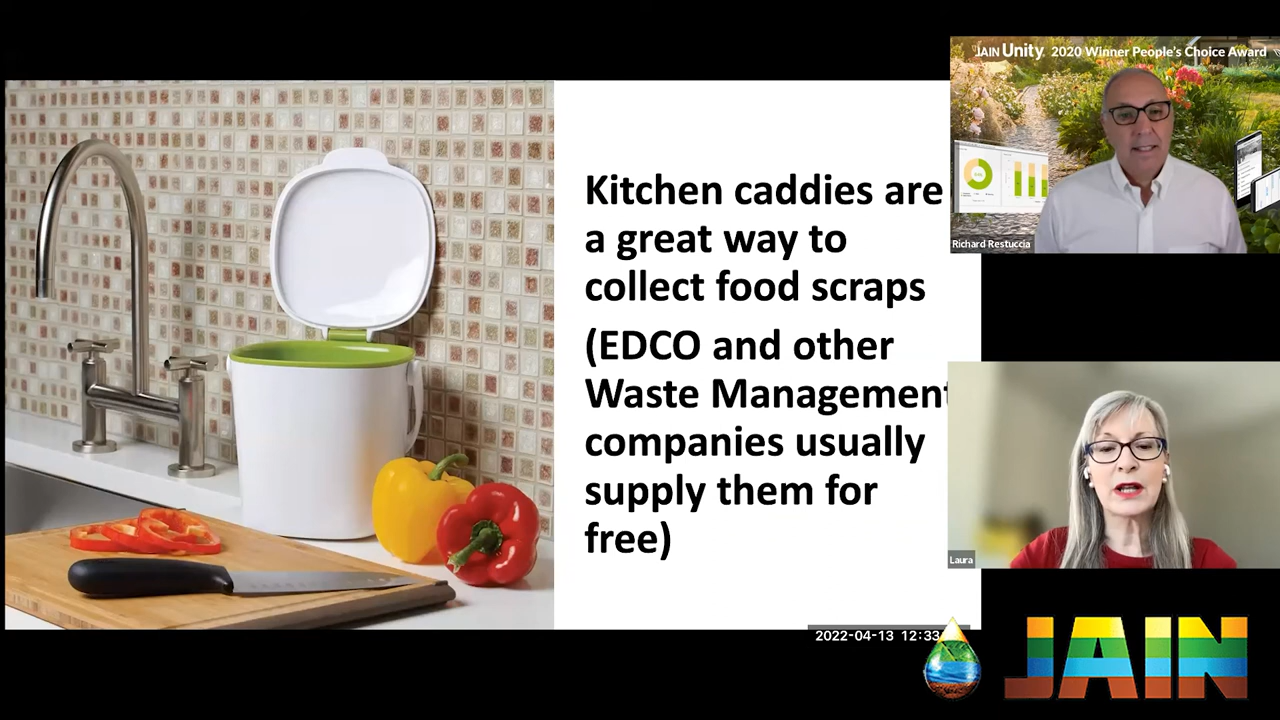 JAIN Unity. 2020 Winner People's Choice Award
Richard Restuccia
Kitchen caddies are
a great way to
collect food scraps
(EDCO and other
Waste Management
companies usually
supply them for
free)
Laura
2022-04-13 12:33
JAIN